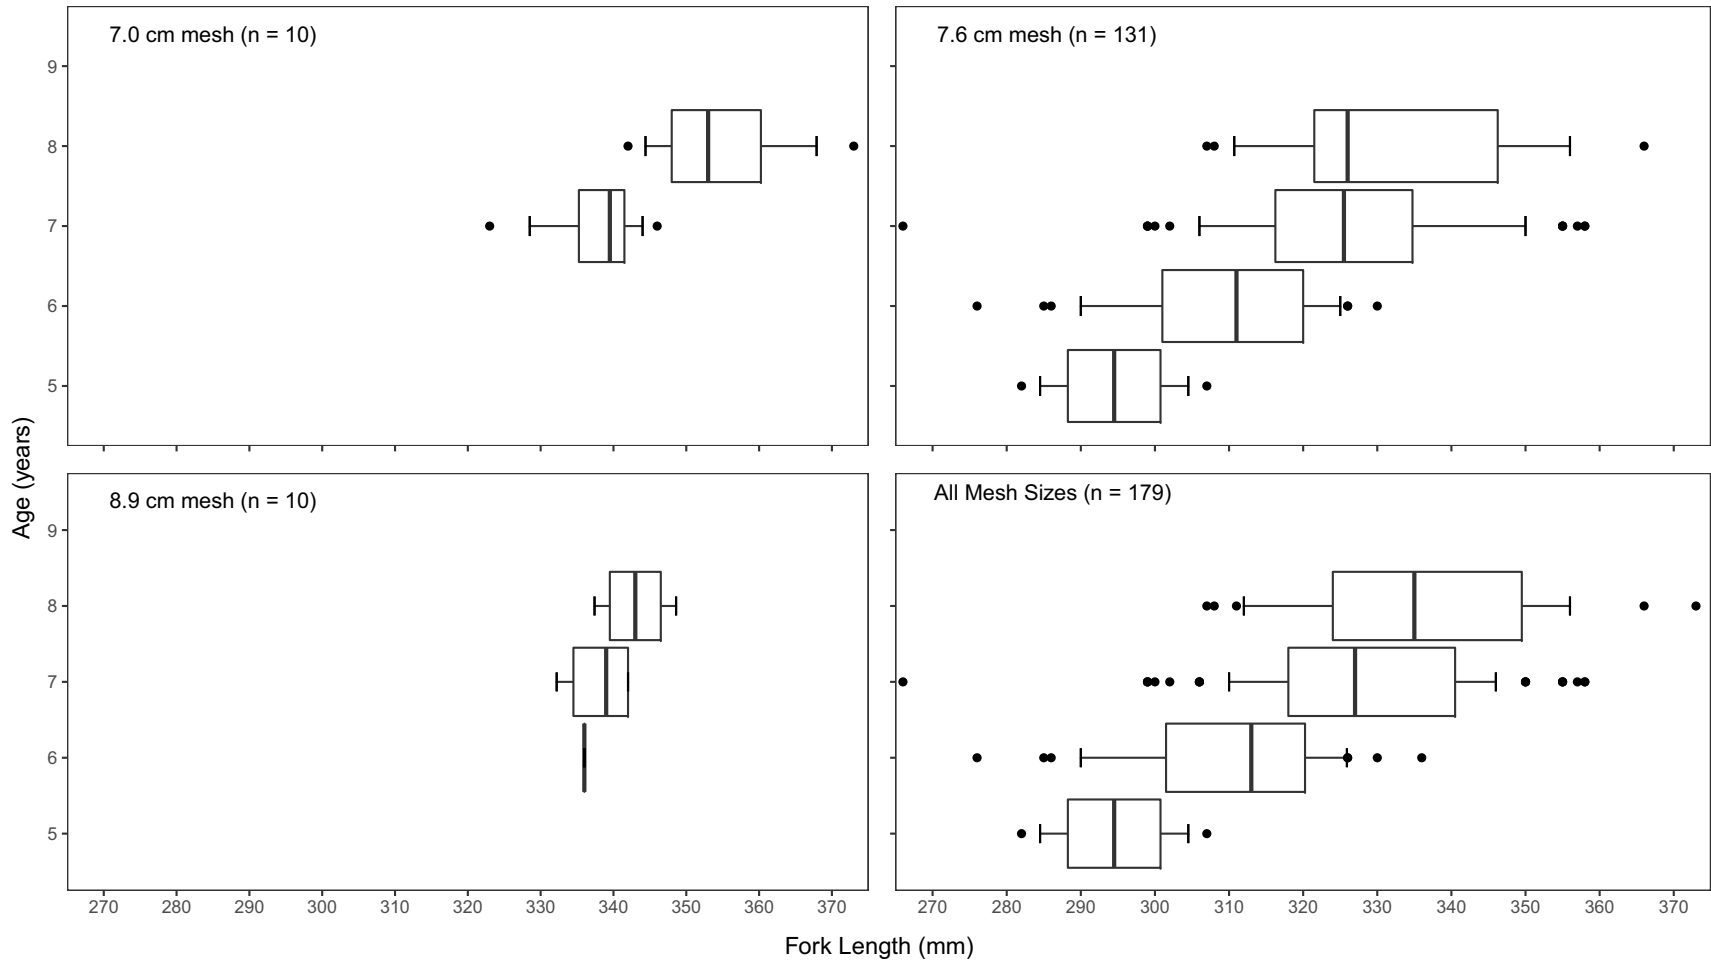 7.0 cm mesh (n = 10)
7.6 cm mesh (n = 131)
9
8
7
6
5
8.9 cm mesh (n = 10)
All Mesh Sizes (n = 179)
9
8
7
6
5
Age (years)
270 280 290 300 310 320 330 340 350 360 370
270 280 290 300 310 320 330 340 350 360 370
Fork Length (mm)